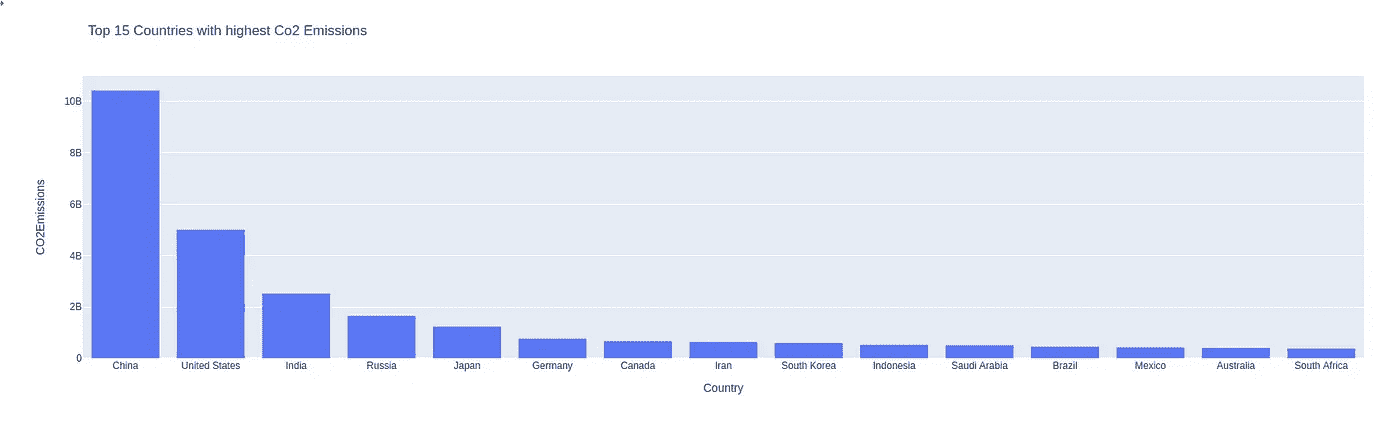 Top 15 Countries with highest Co2 Emissions
CO2Emissions
10B
8B
6B
4B
2B
0
China United States India Russia Japan Germany Canada Iran South Korea Indonesia Saudi Arabia Brazil Mexico Australia South Africa
Country